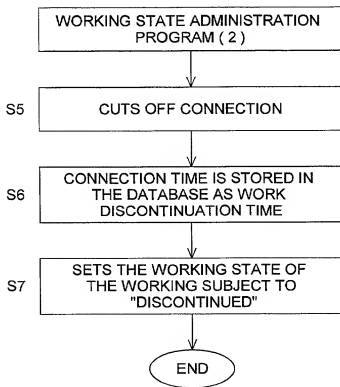 WORKING STATE ADMINISTRATION
PROGRAM ( 2 )
S5
CUTS OFF CONNECTION
S6
CONNECTION TIME IS STORED IN
THE DATABASE AS WORK
DISCONTINUATION TIME
S7
SETS THE WORKING STATE OF
THE WORKING SUBJECT TO
"DISCONTINUED"
END